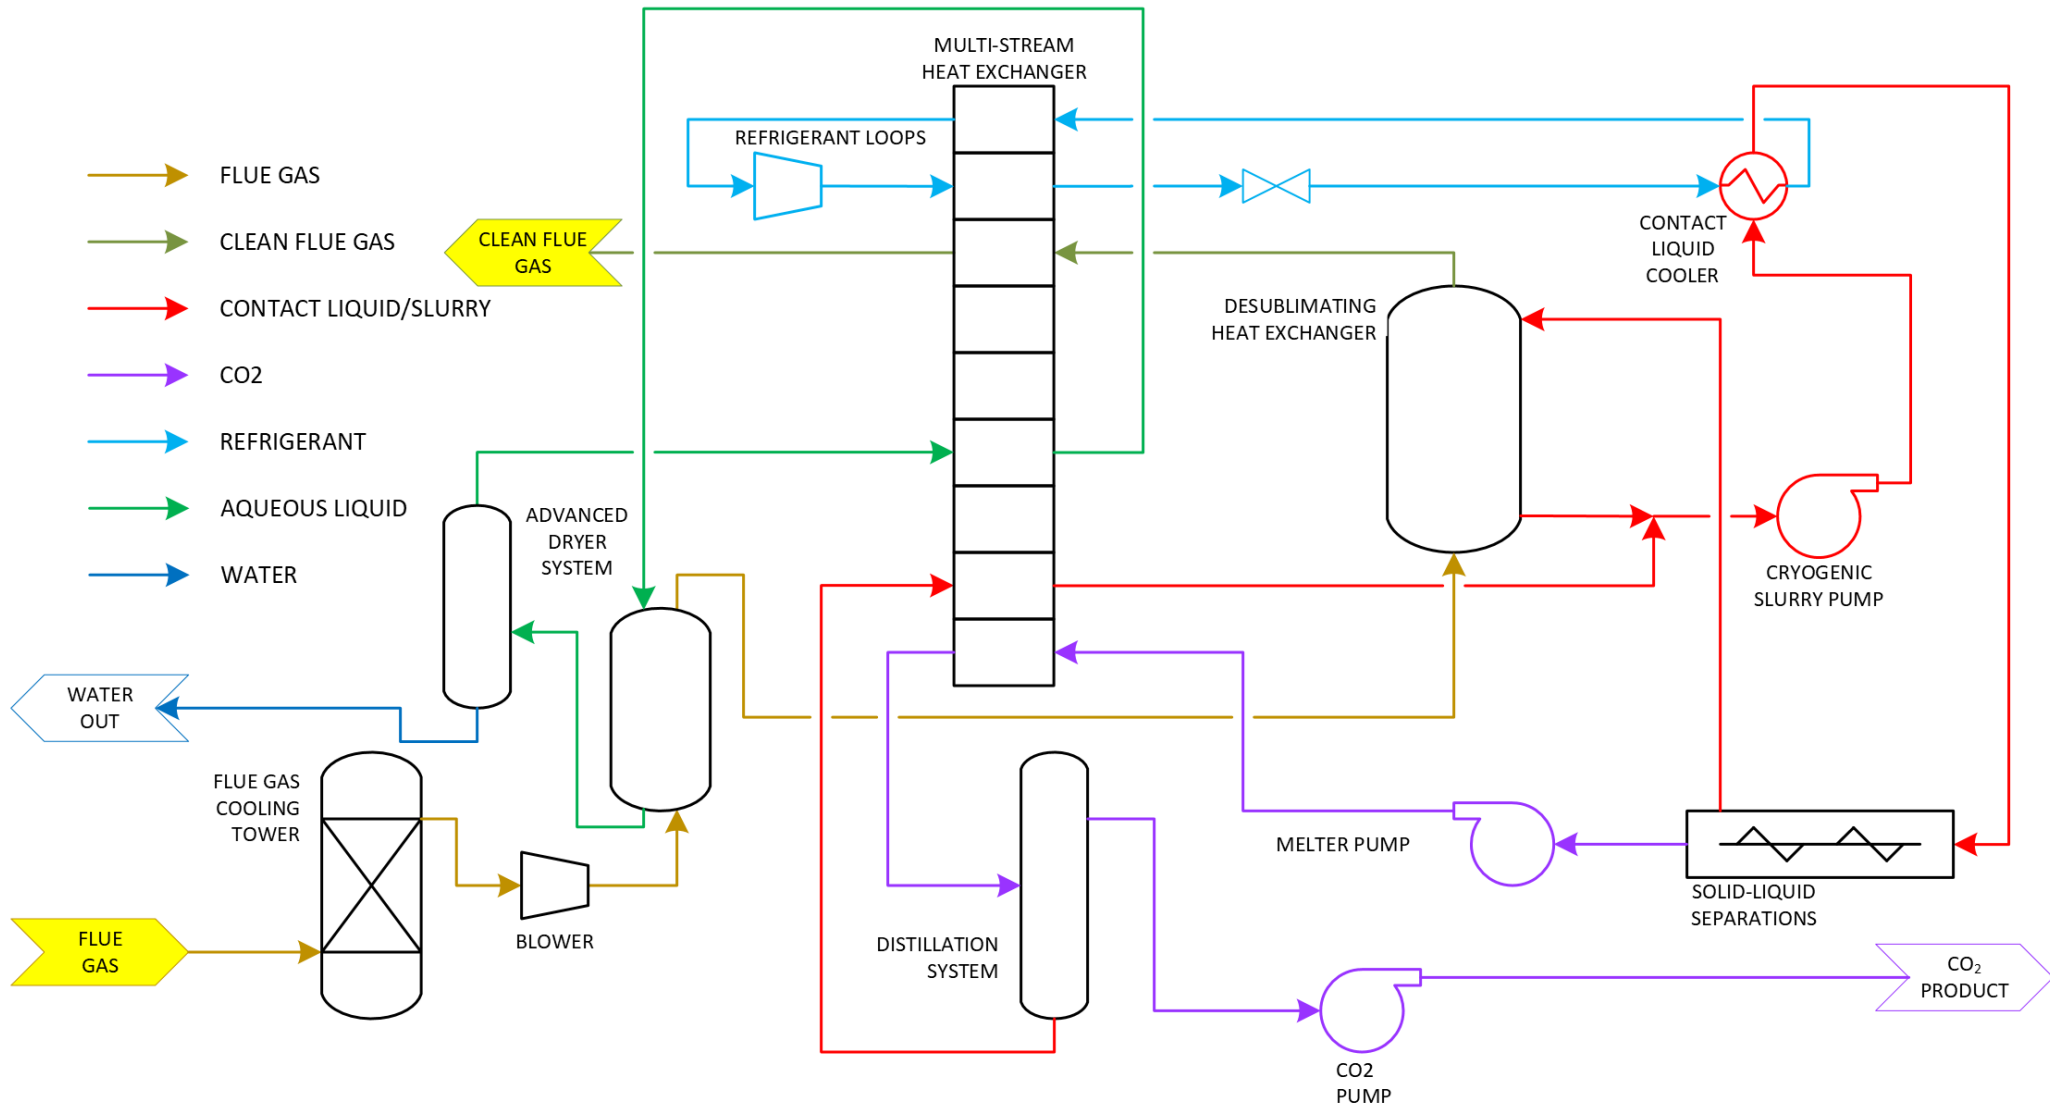 MULTI-STREAM
HEAT EXCHANGER
REFRIGERANT LOOPS
FLUE GAS
CLEAN FLUE GAS
CONTACT LIQUID/SLURRY
CO2
REFRIGERANT
AQUEOUS LIQUID
WATER
CLEAN FLUE
GAS
CONTACT
LIQUID
COOLER
DESUBLIMATING
HEAT EXCHANGER
ADVANCED
DRYER
SYSTEM
CRYOGENIC
SLURRY PUMP
WATER
OUT
FLUE GAS
COOLING
TOWER
MELTER PUMP
SOLID-LIQUID
SEPARATIONS
FLUE
GAS
BLOWER
DISTILLATION
SYSTEM
CO₂
PRODUCT
CO2
PUMP